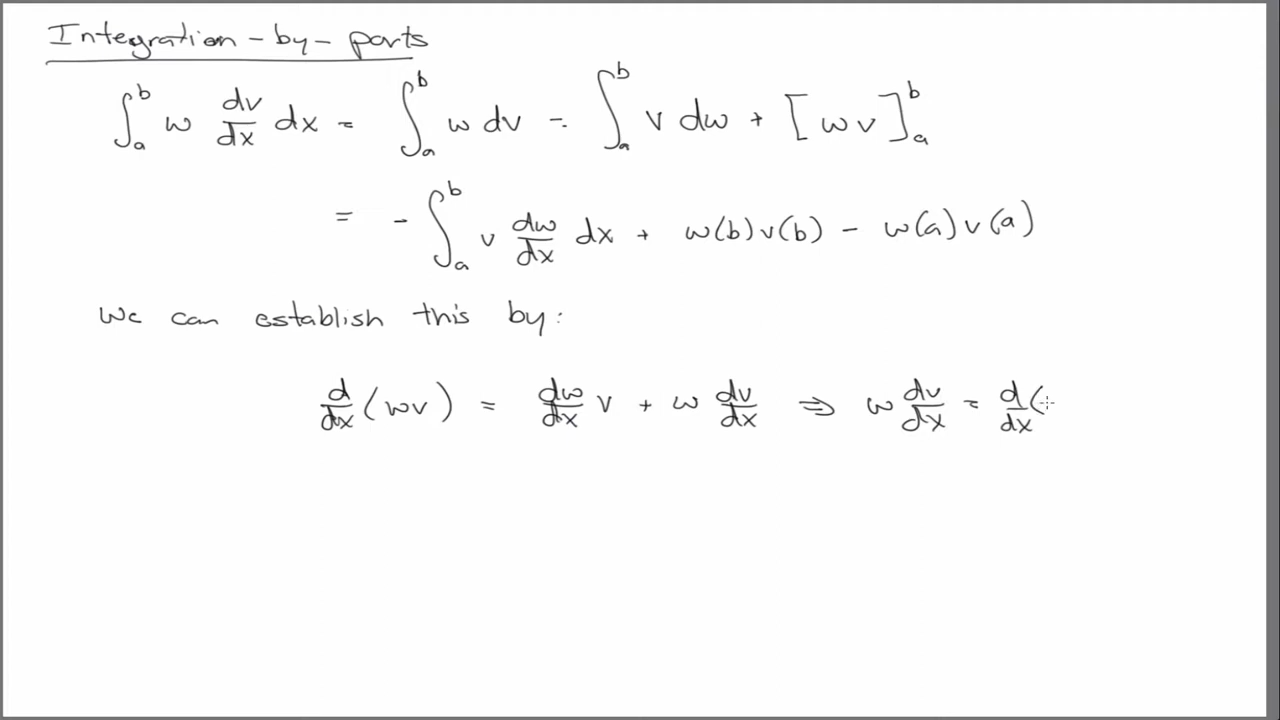 Integration-by-parts
∫_a^b w dv/dx dx = ∫_a^b w dv = - ∫_a^b v dw + [wv]_a^b
= - ∫_a^b v dw/dx dx + w(b)v(b) - w(a)v(a)
We can establish this by:
d/dx (wv) = dw/dx v + w dv/dx ⇒ w dv/dx = d/dx (